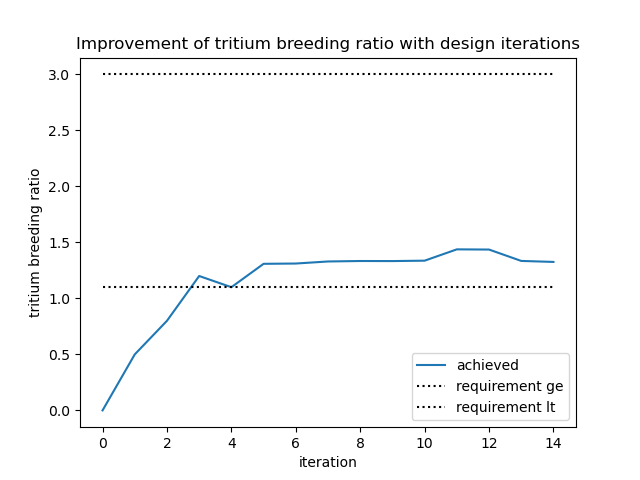 Improvement of tritium breeding ratio with design iterations
3.0
2.5
2.0
1.5
1.0
0.5
0.0
tritium breeding ratio
achieved
requirement ge
requirement lt
0 2 4 6 8 10 12 14
iteration